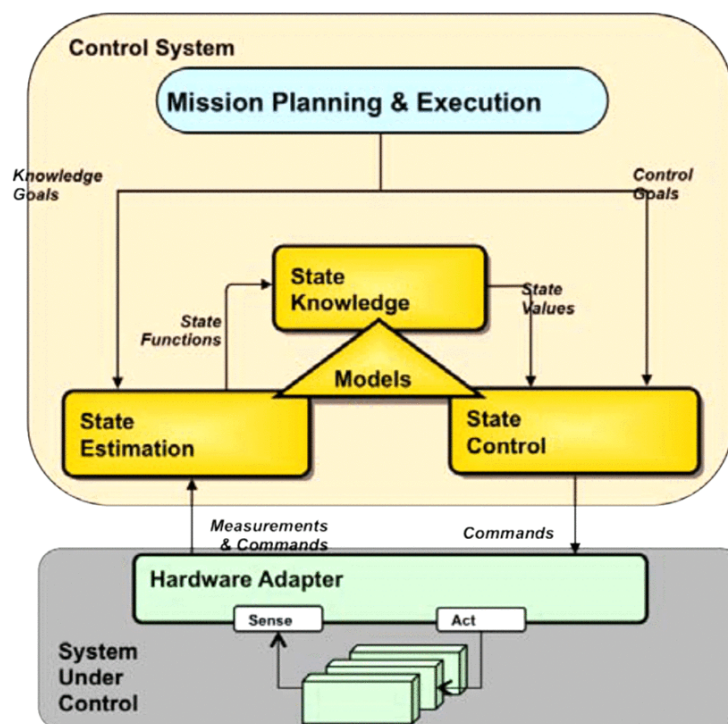 Control System
Mission Planning & Execution
Knowledge
Goals
Control
Goals
State
Knowledge
State
Functions
State
Values
Models
State
Estimation
State
Control
Measurements
& Commands
Commands
Hardware Adapter
Sense
Act
System
Under
Control